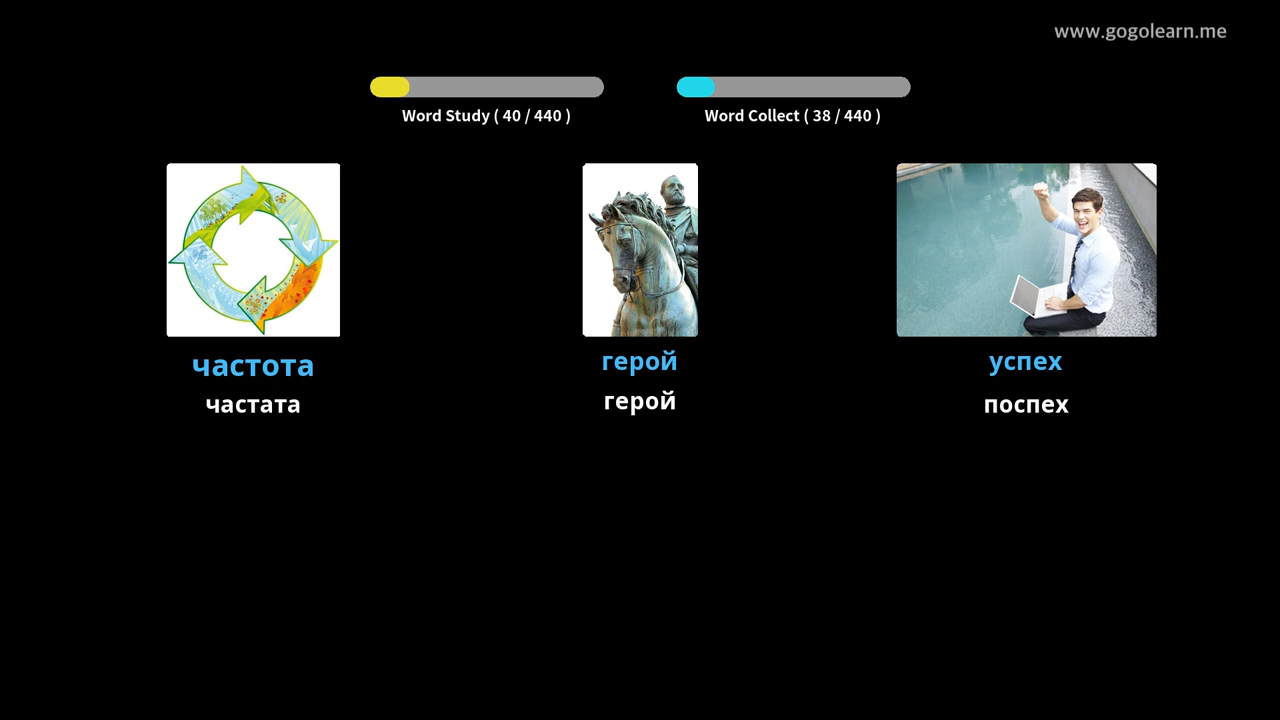 www.gogolearn.me
Word Study ( 40 / 440 )
Word Collect ( 38 / 440 )
частота
частата
герой
герой
успех
поспех